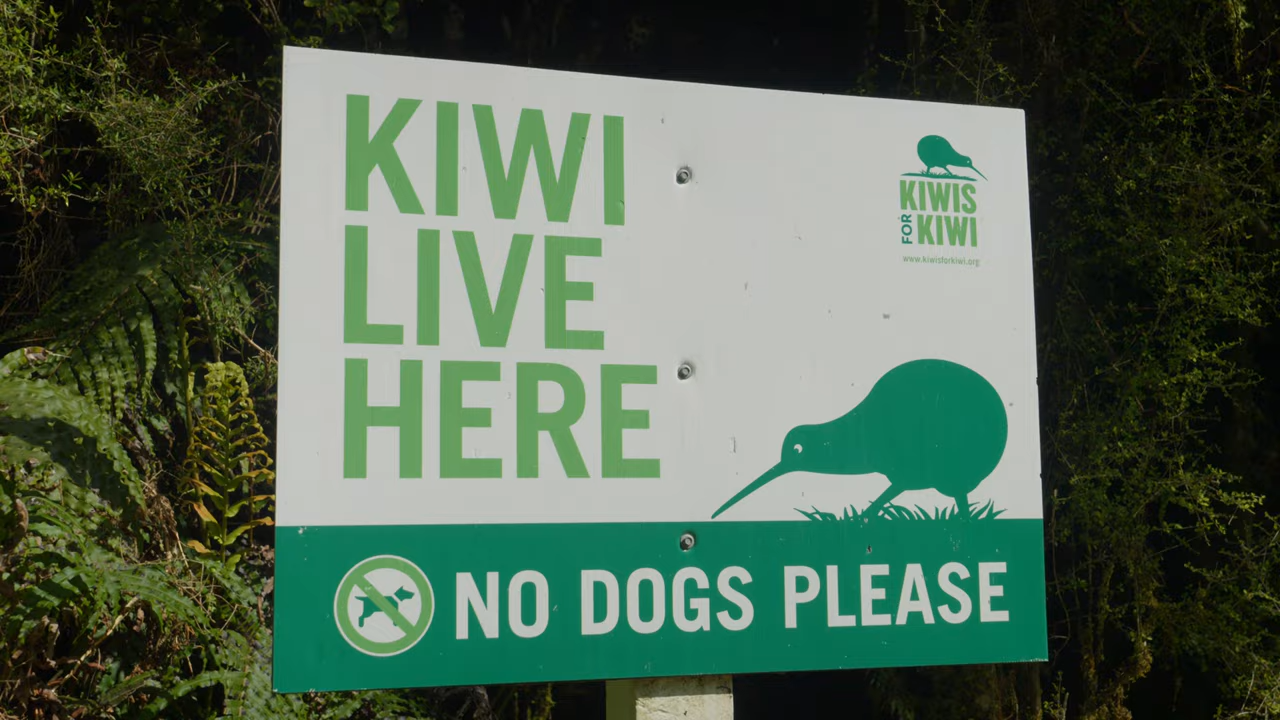 KIWI
LIVE
HERE
KIWIS
FOR KIWI
www.kiwisforkiwi.org
NO DOGS PLEASE